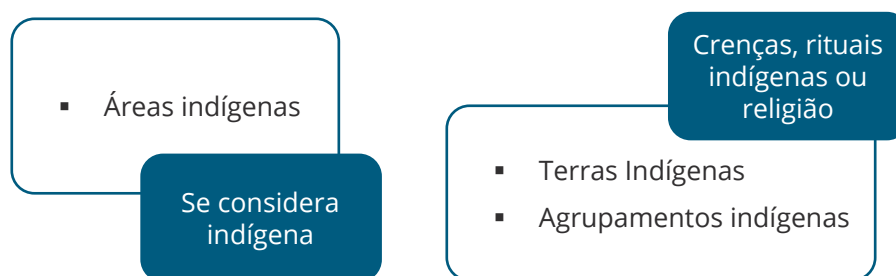 ▪ Áreas indígenas
Se considera
indígena
Crenças, rituais
indígenas ou
religião
▪ Terras Indígenas
▪ Agrupamentos indígenas